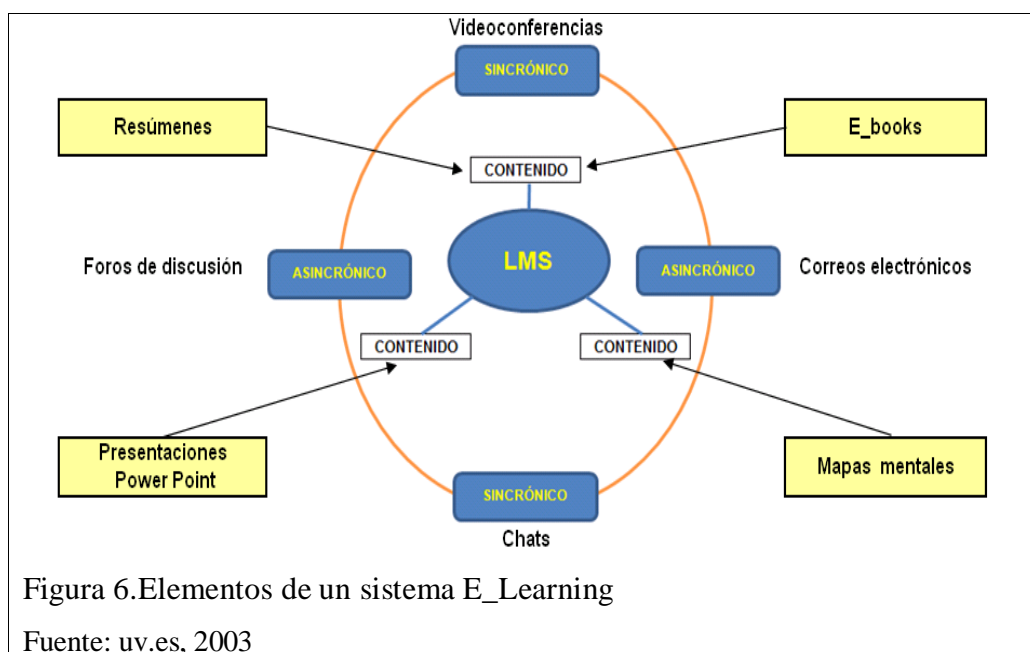 Videoconferencias
SINCRÓNICO
Resúmenes
E_books
CONTENIDO
LMS
Foros de discusión
ASINCRÓNICO
ASINCRÓNICO
Correos electrónicos
CONTENIDO
CONTENIDO
Presentaciones
Power Point
Mapas mentales
SINCRÓNICO
Chats
Figura 6.Elementos de un sistema E_Learning
Fuente: uv.es, 2003